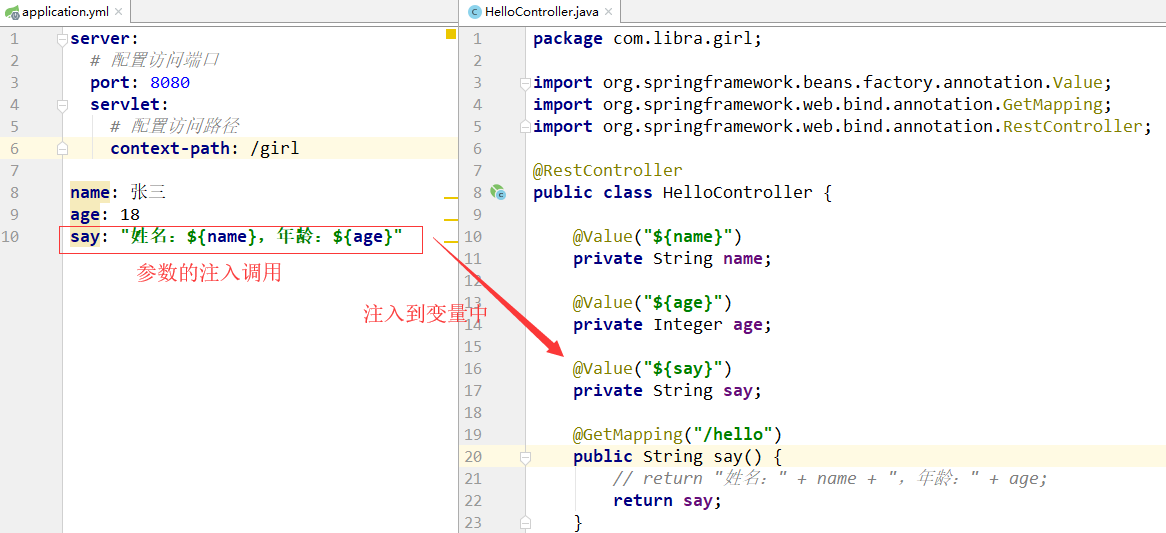 application.yml
1 server:
2 # 配置访问端口
3 port: 8080
4 servlet:
5 # 配置访问路径
6 context-path: /girl
7
8 name: 张三
9 age: 18
10 say: "姓名：${name}，年龄：${age}"
参数的注入调用
注入到变量中
HelloController.java
1 package com.libra.girl;
2
3 import org.springframework.beans.factory.annotation.Value;
4 import org.springframework.web.bind.annotation.GetMapping;
5 import org.springframework.web.bind.annotation.RestController;
6
7 @RestController
8 public class HelloController {
9
10 @Value("${name}")
11 private String name;
12
13 @Value("${age}")
14 private Integer age;
15
16 @Value("${say}")
17 private String say;
18
19 @GetMapping("/hello")
20 public String say() {
21 // return "姓名：" + name + "，年龄：" + age;
22 return say;
23 }